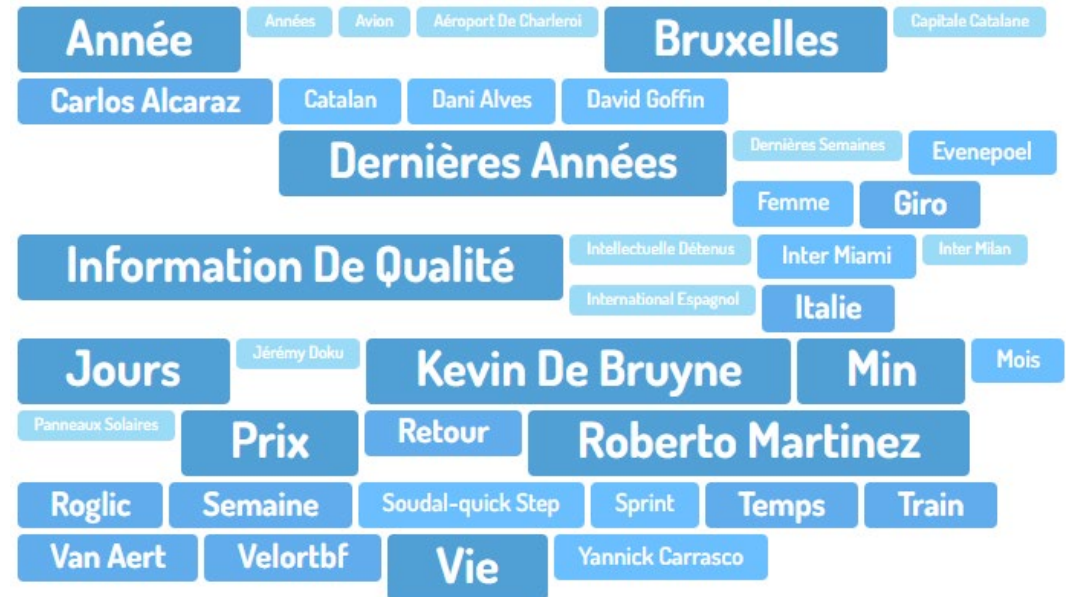 Année Années Avion Aéroport De Charleroi Bruxelles Capitale Catalane
Carlos Alcaraz Catalan Dani Alves David Goffin
Dernières Années Dernières Semaines Evenepoel
Femme Giro
Information De Qualité Intellectuelle Détenus Inter Miami Inter Milan
International Espagnol Italie
Jours Jérémy Doku Kevin De Bruyne Min Mois
Panneaux Solaires Prix Retour Roberto Martinez
Roglic Semaine Soudal-quick Step Sprint Temps Train
Van Aert Velortbf Vie Yannick Carrasco